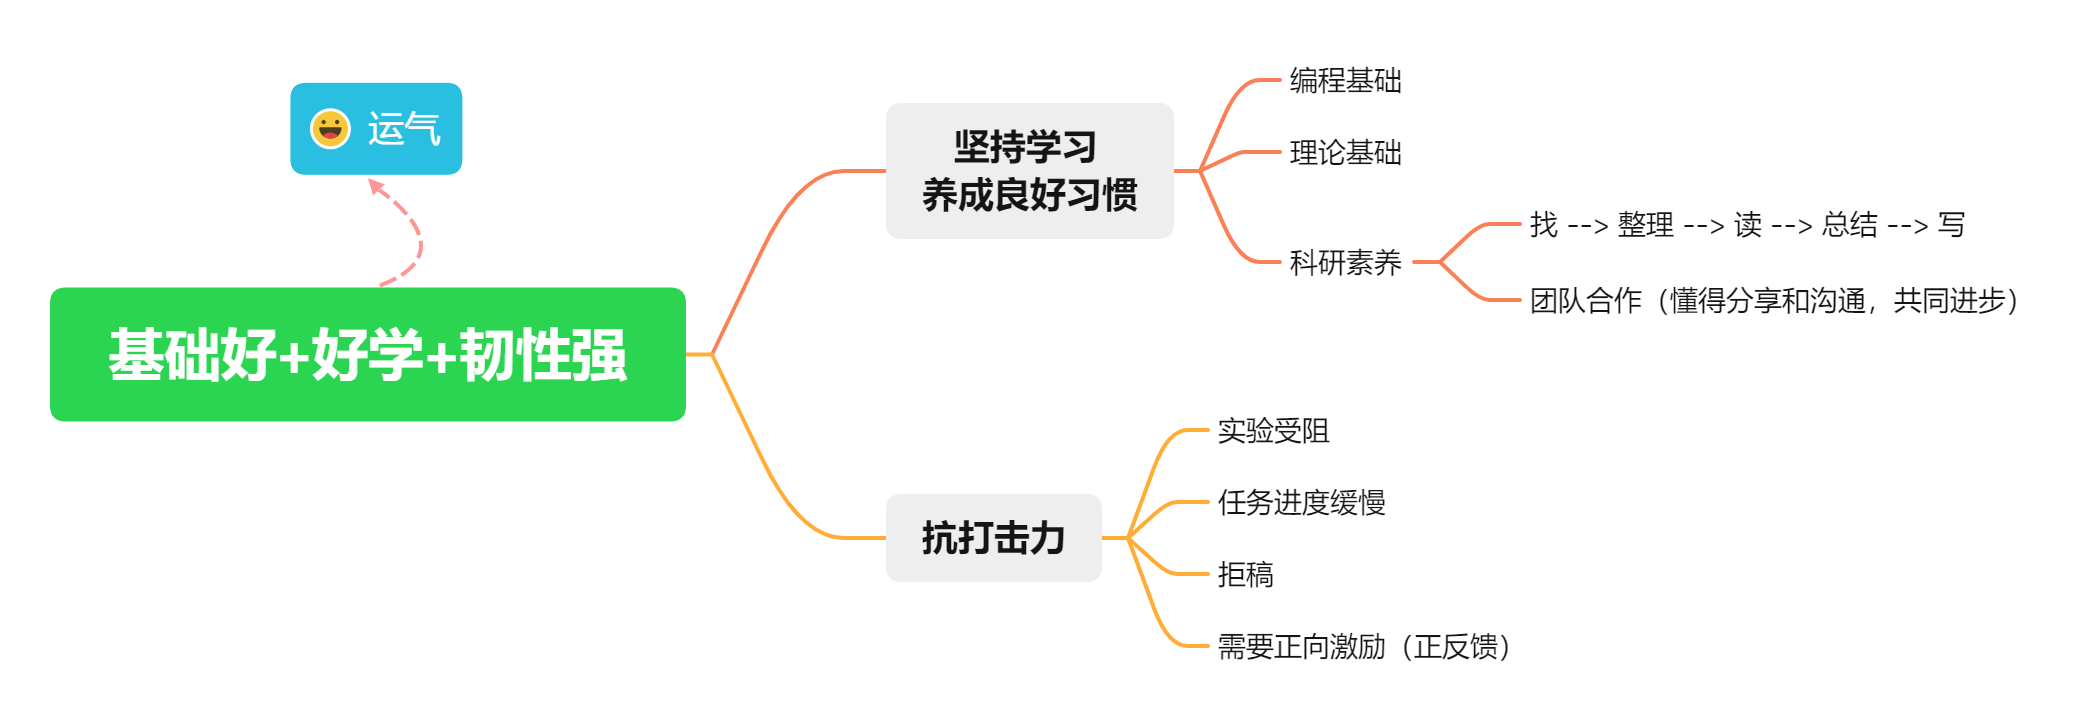 运气
基础好+好学+韧性强
坚持学习
养成良好习惯
编程基础
理论基础
科研素养
找 --> 整理 --> 读 --> 总结 --> 写
团队合作（懂得分享和沟通，共同进步）
抗打击力
实验受阻
任务进度缓慢
拒稿
需要正向激励（正反馈）